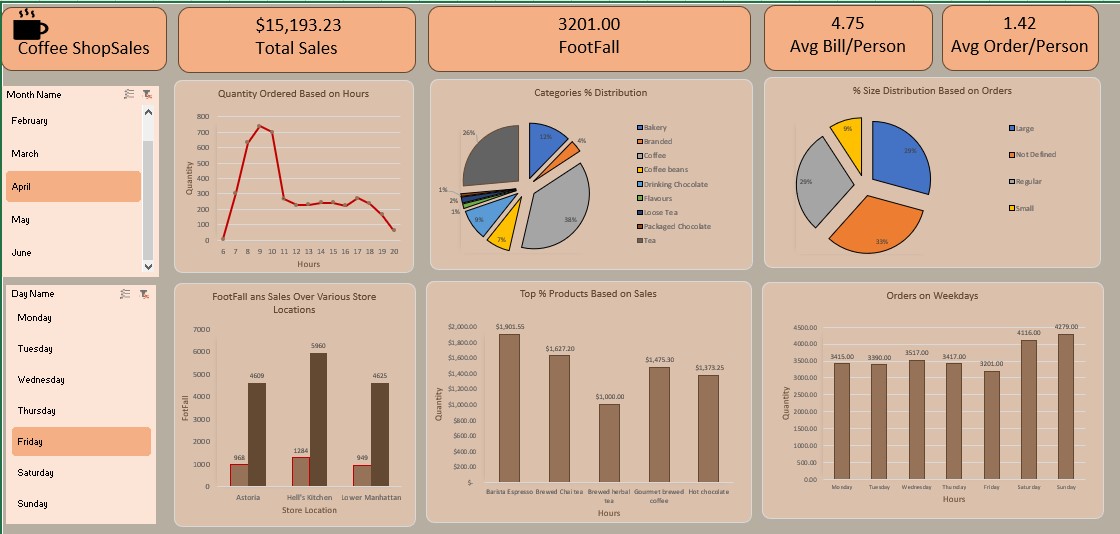 Coffee ShopSales
$15,193.23
Total Sales
3201.00
FootFall
4.75
Avg Bill/Person
1.42
Avg Order/Person
Month Name
February
March
April
May
June
Day Name
Monday
Tuesday
Wednesday
Thursday
Friday
Saturday
Sunday
Quantity Ordered Based on Hours
Quantity
800
700
600
500
400
300
200
100
0
6 7 8 9 10 11 12 13 14 15 16 17 18 19 20
Hours
Categories % Distribution
12%
4%
38%
7%
9%
1%
2%
1%
26%
Bakery
Branded
Coffee
Coffee beans
Drinking Chocolate
Flavours
Loose Tea
Packaged Chocolate
Tea
% Size Distribution Based on Orders
9%
29%
29%
33%
Large
Not Defined
Regular
Small
FootFall ans Sales Over Various Store
Locations
FotFall
7000
6000
5000
4000
3000
2000
1000
0
968 4609
1284 5960
949 4625
Astoria Hell's Kitchen Lower Manhattan
Store Location
Top % Products Based on Sales
Quantity
$2,000.00
$1,800.00
$1,600.00
$1,400.00
$1,200.00
$1,000.00
$800.00
$600.00
$400.00
$200.00
$-
$1,901.55 $1,627.20 $1,000.00 $1,475.30 $1,373.25
Barista Espresso Brewed Chai tea Brewed herbal tea Gourmet brewed coffee Hot chocolate
Hours
Orders on Weekdays
Quantity
4500.00
4000.00
3500.00
3000.00
2500.00
2000.00
1500.00
1000.00
500.00
0.00
3415.00 3390.00 3517.00 3417.00 3201.00 4116.00 4279.00
Monday Tuesday Wednesday Thursday Friday Saturday Sunday
Hours